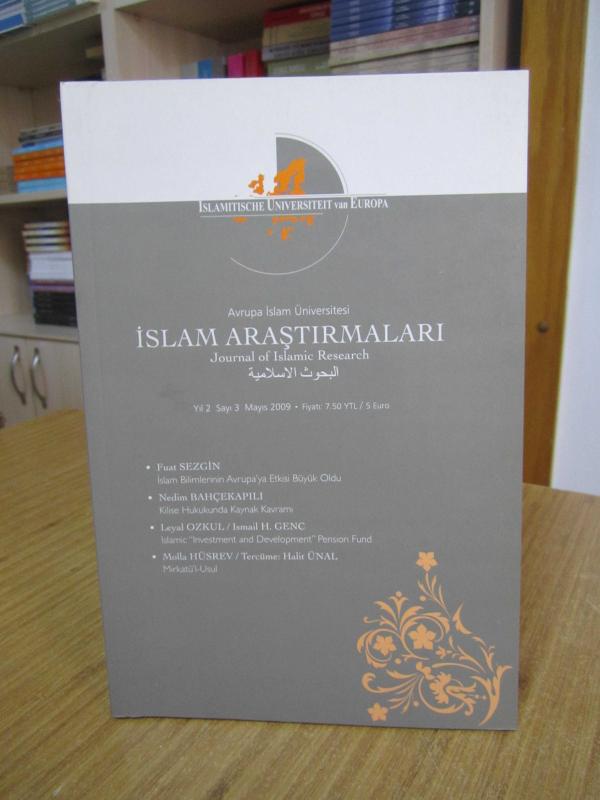 ISLAMITISCHE UNIVERSITEIT van EUROPA
Avrupa İslam Üniversitesi
İSLAM ARAŞTIRMALARI
Journal of Islamic Research
البحوث الاسلامية
Yıl 2 Sayı 3 Mayıs 2009 • Fiyatı: 7.50 YTL / 5 Euro
• Fuat SEZGİN
İslam Bilimlerinin Avrupa'ya Etkisi Büyük Oldu
• Nedim BAHÇEKAPILI
Kilise Hukukunda Kaynak Kavramı
• Leyal OZKUL / Ismail H. GENC
Islamic "Investment and Development" Pension Fund
• Molla HÜSREV / Tercüme: Halit ÜNAL
Mirkatü'l-Usul